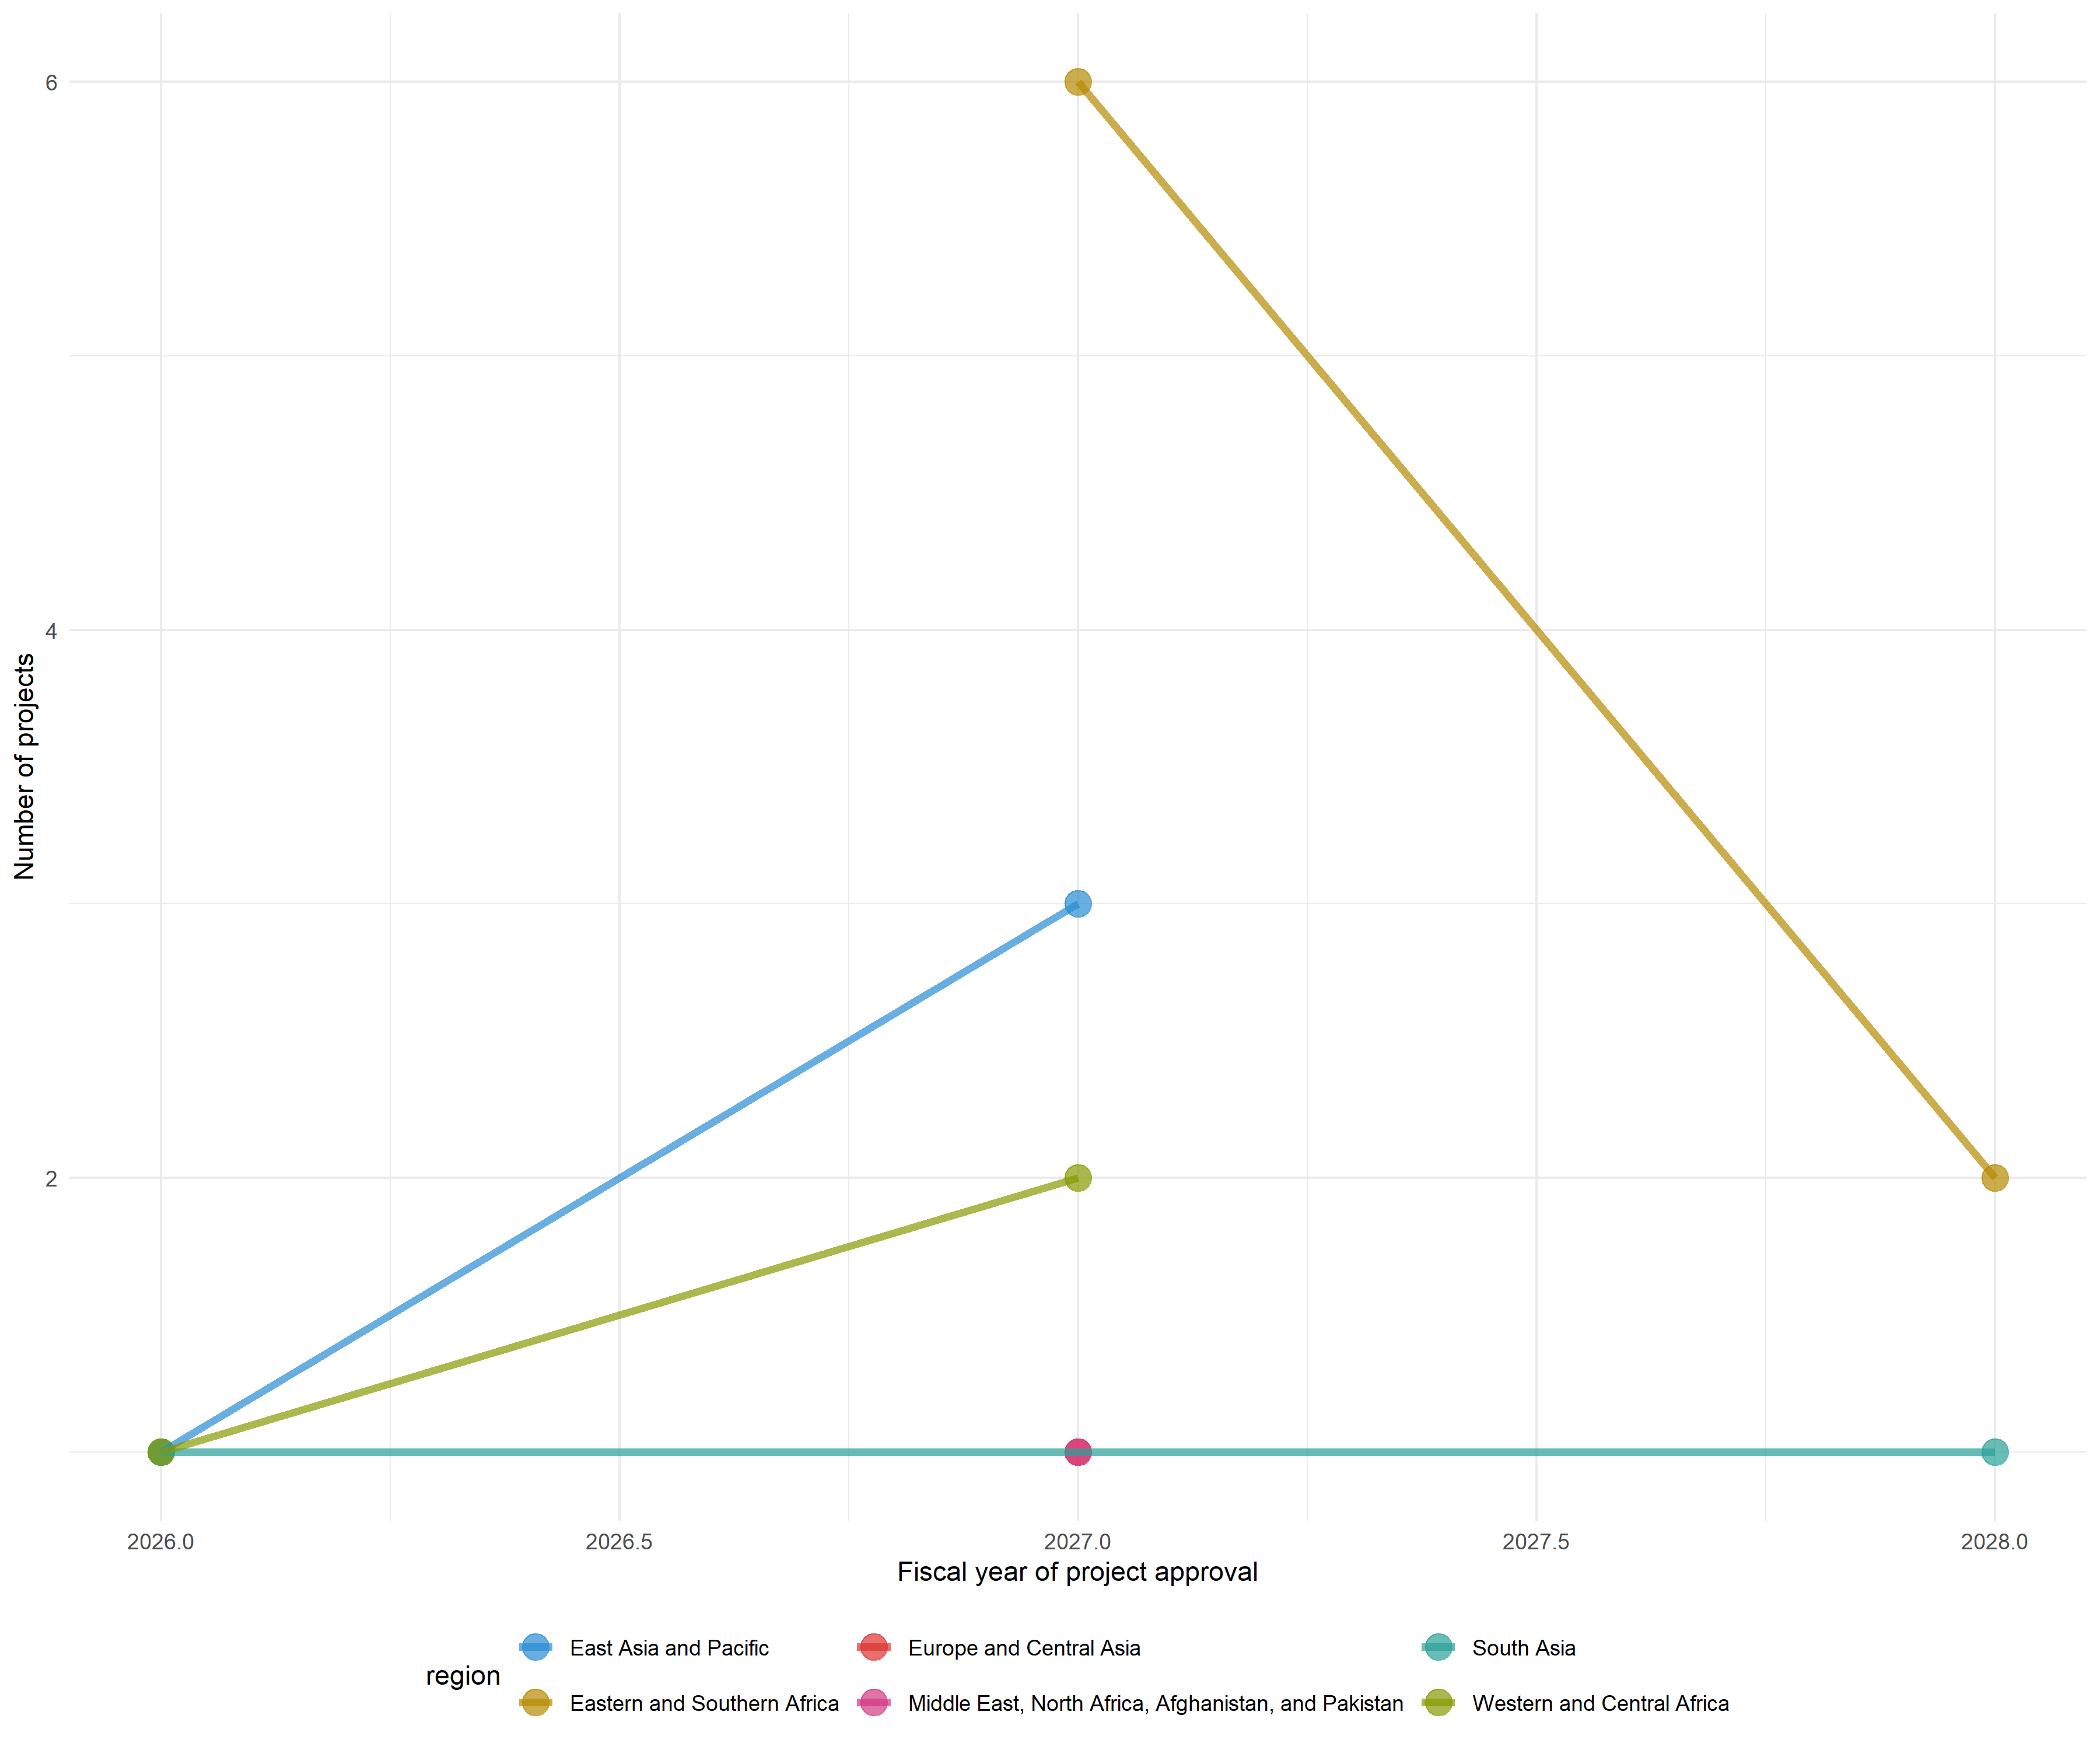 6
4
2
Number of projects
2026.0 2026.5 2027.0 2027.5 2028.0
Fiscal year of project approval
region
East Asia and Pacific Europe and Central Asia South Asia
Eastern and Southern Africa Middle East, North Africa, Afghanistan, and Pakistan Western and Central Africa